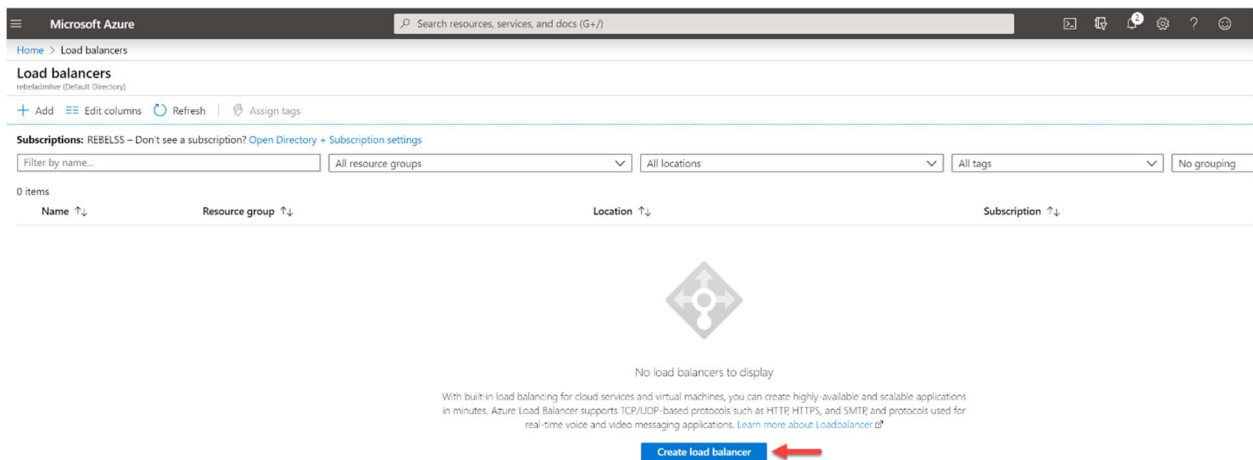 Microsoft Azure
Search resources, services, and docs (G+/)
2
Home > Load balancers
Load balancers
rebeladmlive (Default Directory)
Add Edit columns Refresh Assign tags
Subscriptions: REBELSS – Don't see a subscription? Open Directory + Subscription settings
Filter by name... All resource groups All locations All tags No grouping
0 items
Name Resource group Location Subscription
No load balancers to display
With built-in load balancing for cloud services and virtual machines, you can create highly-available and scalable applications
in minutes. Azure Load Balancer supports TCP/UDP-based protocols such as HTTP, HTTPS, and SMTP, and protocols used for
real-time voice and video messaging applications. Learn more about Loadbalancer
Create load balancer